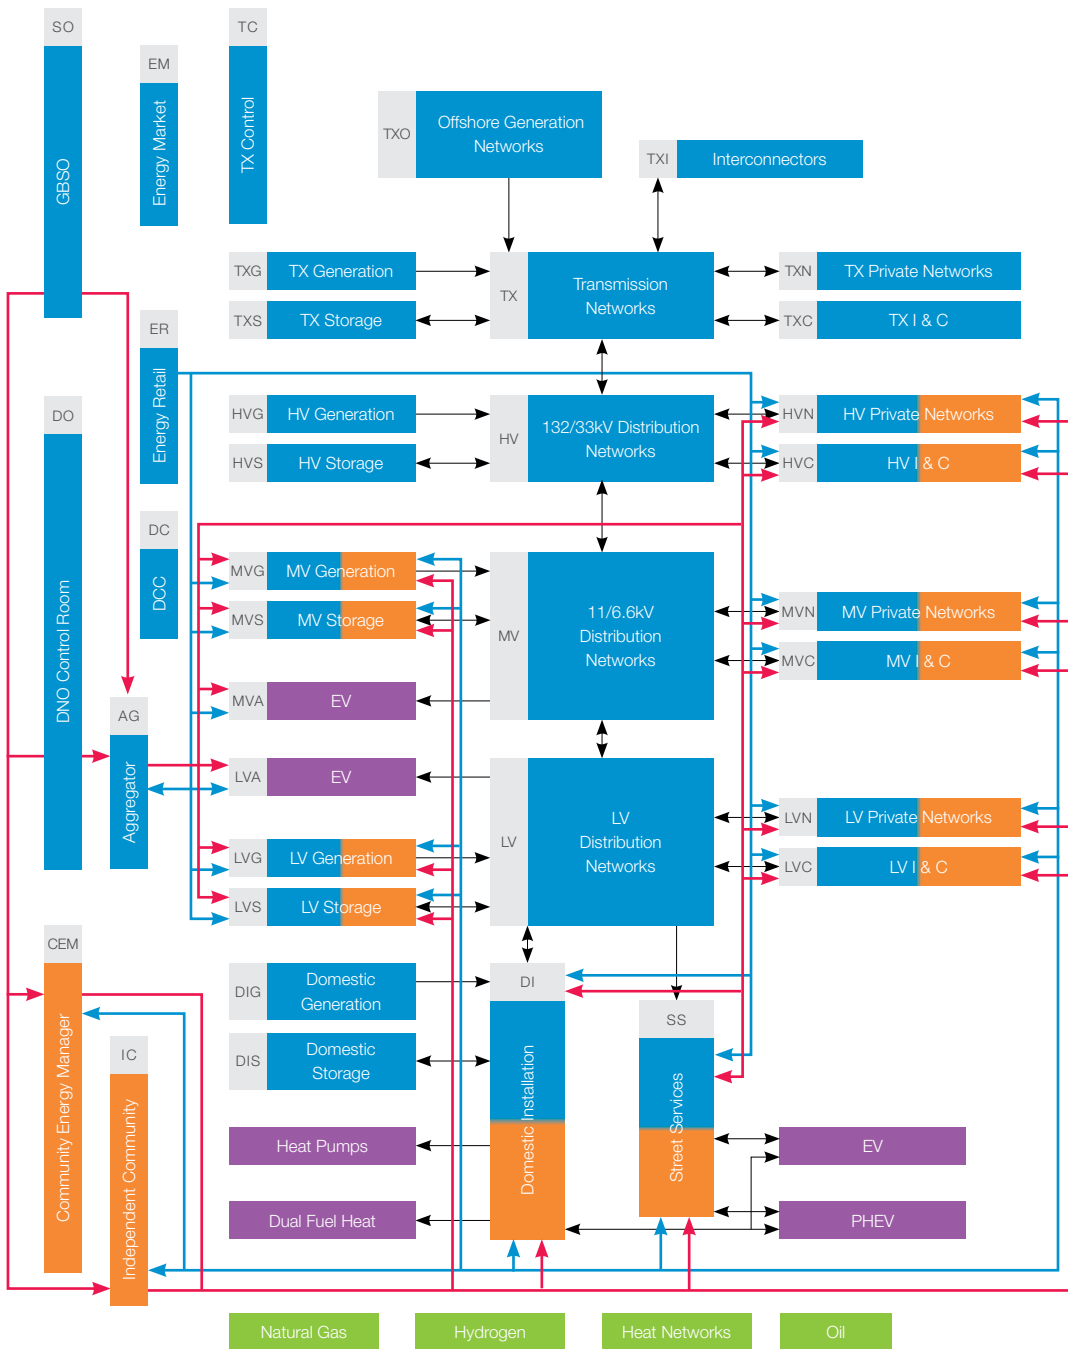 SO
GBSO
EM
Energy Market
TC
TX Control
TXO
Offshore Generation
Networks
TXI
Interconnectors
TXG
TX Generation
TX
Transmission
Networks
TXN
TX Private Networks
TXS
TX Storage
TXC
TX I & C
ER
Energy Retail
DO
DNO Control Room
HVG
HV Generation
HV
132/33kV Distribution
Networks
HVN
HV Private Networks
HVS
HV Storage
HVC
HV I & C
DC
DCC
MVG
MV Generation
MV
11/6.6kV
Distribution
Networks
MVN
MV Private Networks
MVS
MV Storage
MVC
MV I & C
MVA
EV
AG
Aggregator
LVA
EV
LV
LV
Distribution
Networks
LVN
LV Private Networks
LVG
LV Generation
LVC
LV I & C
LVS
LV Storage
CEM
Community Energy Manager
DIG
Domestic
Generation
DI
Domestic Installation
SS
Street Services
IC
Independent Community
DIS
Domestic
Storage
Heat Pumps
EV
Dual Fuel Heat
PHEV
Natural Gas
Hydrogen
Heat Networks
Oil